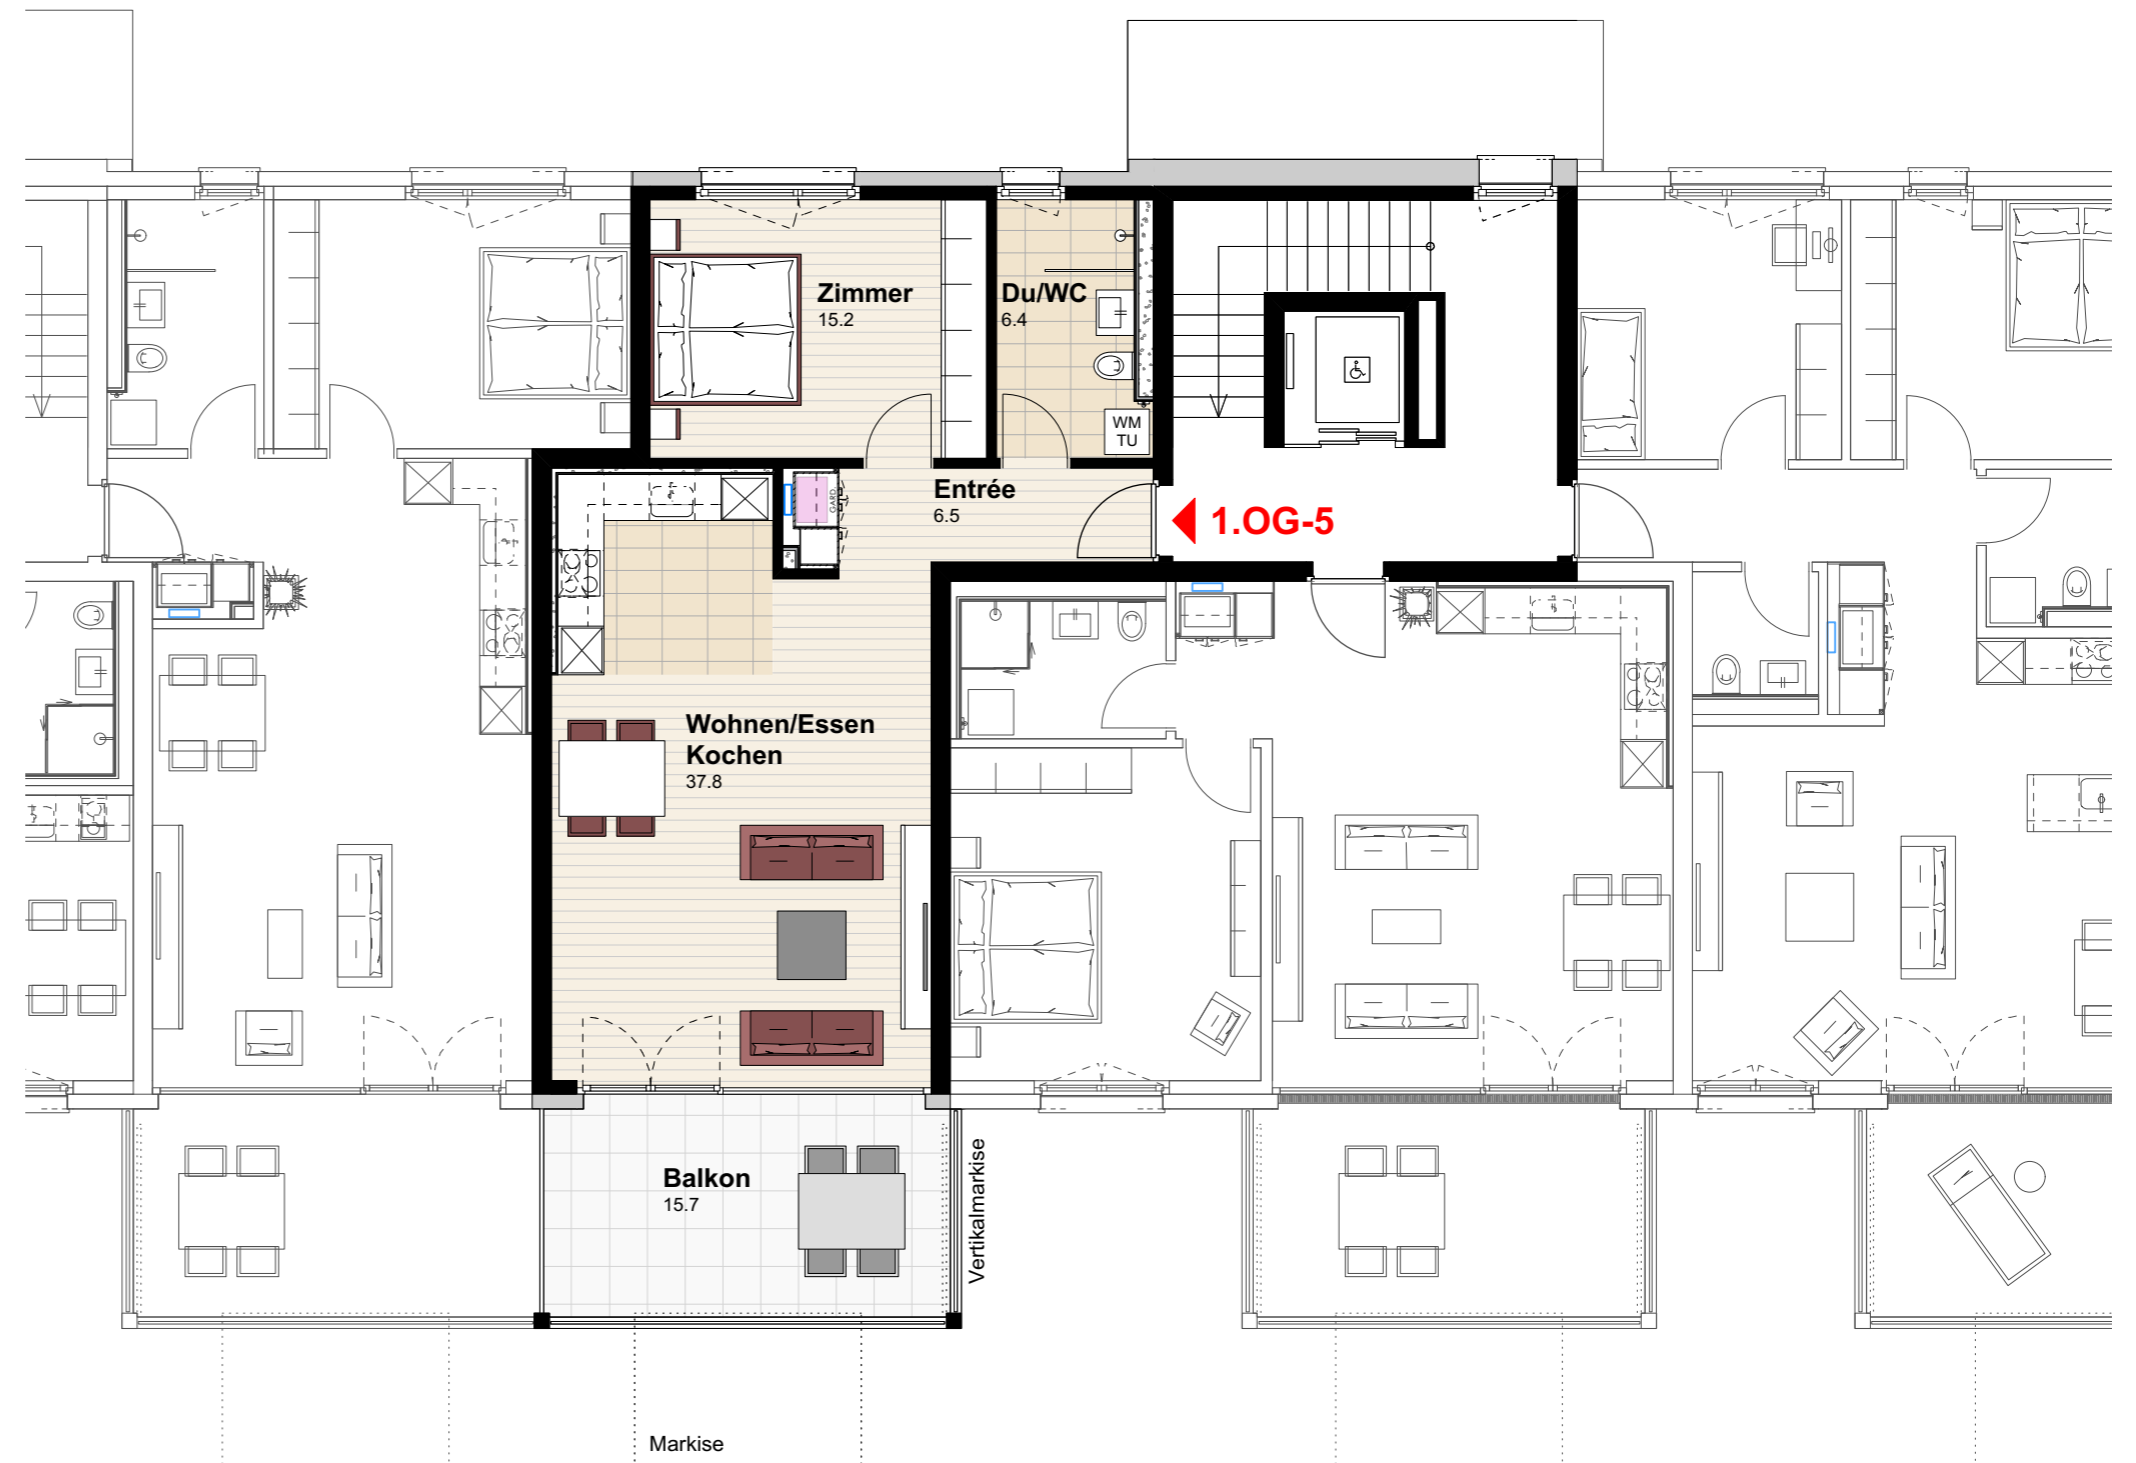 Zimmer
15.2
Du/WC
6.4
WM
TU
GARD.
Entrée
6.5
1.OG-5
Wohnen/Essen
Kochen
37.8
Balkon
15.7
Vertikalmarkise
Markise